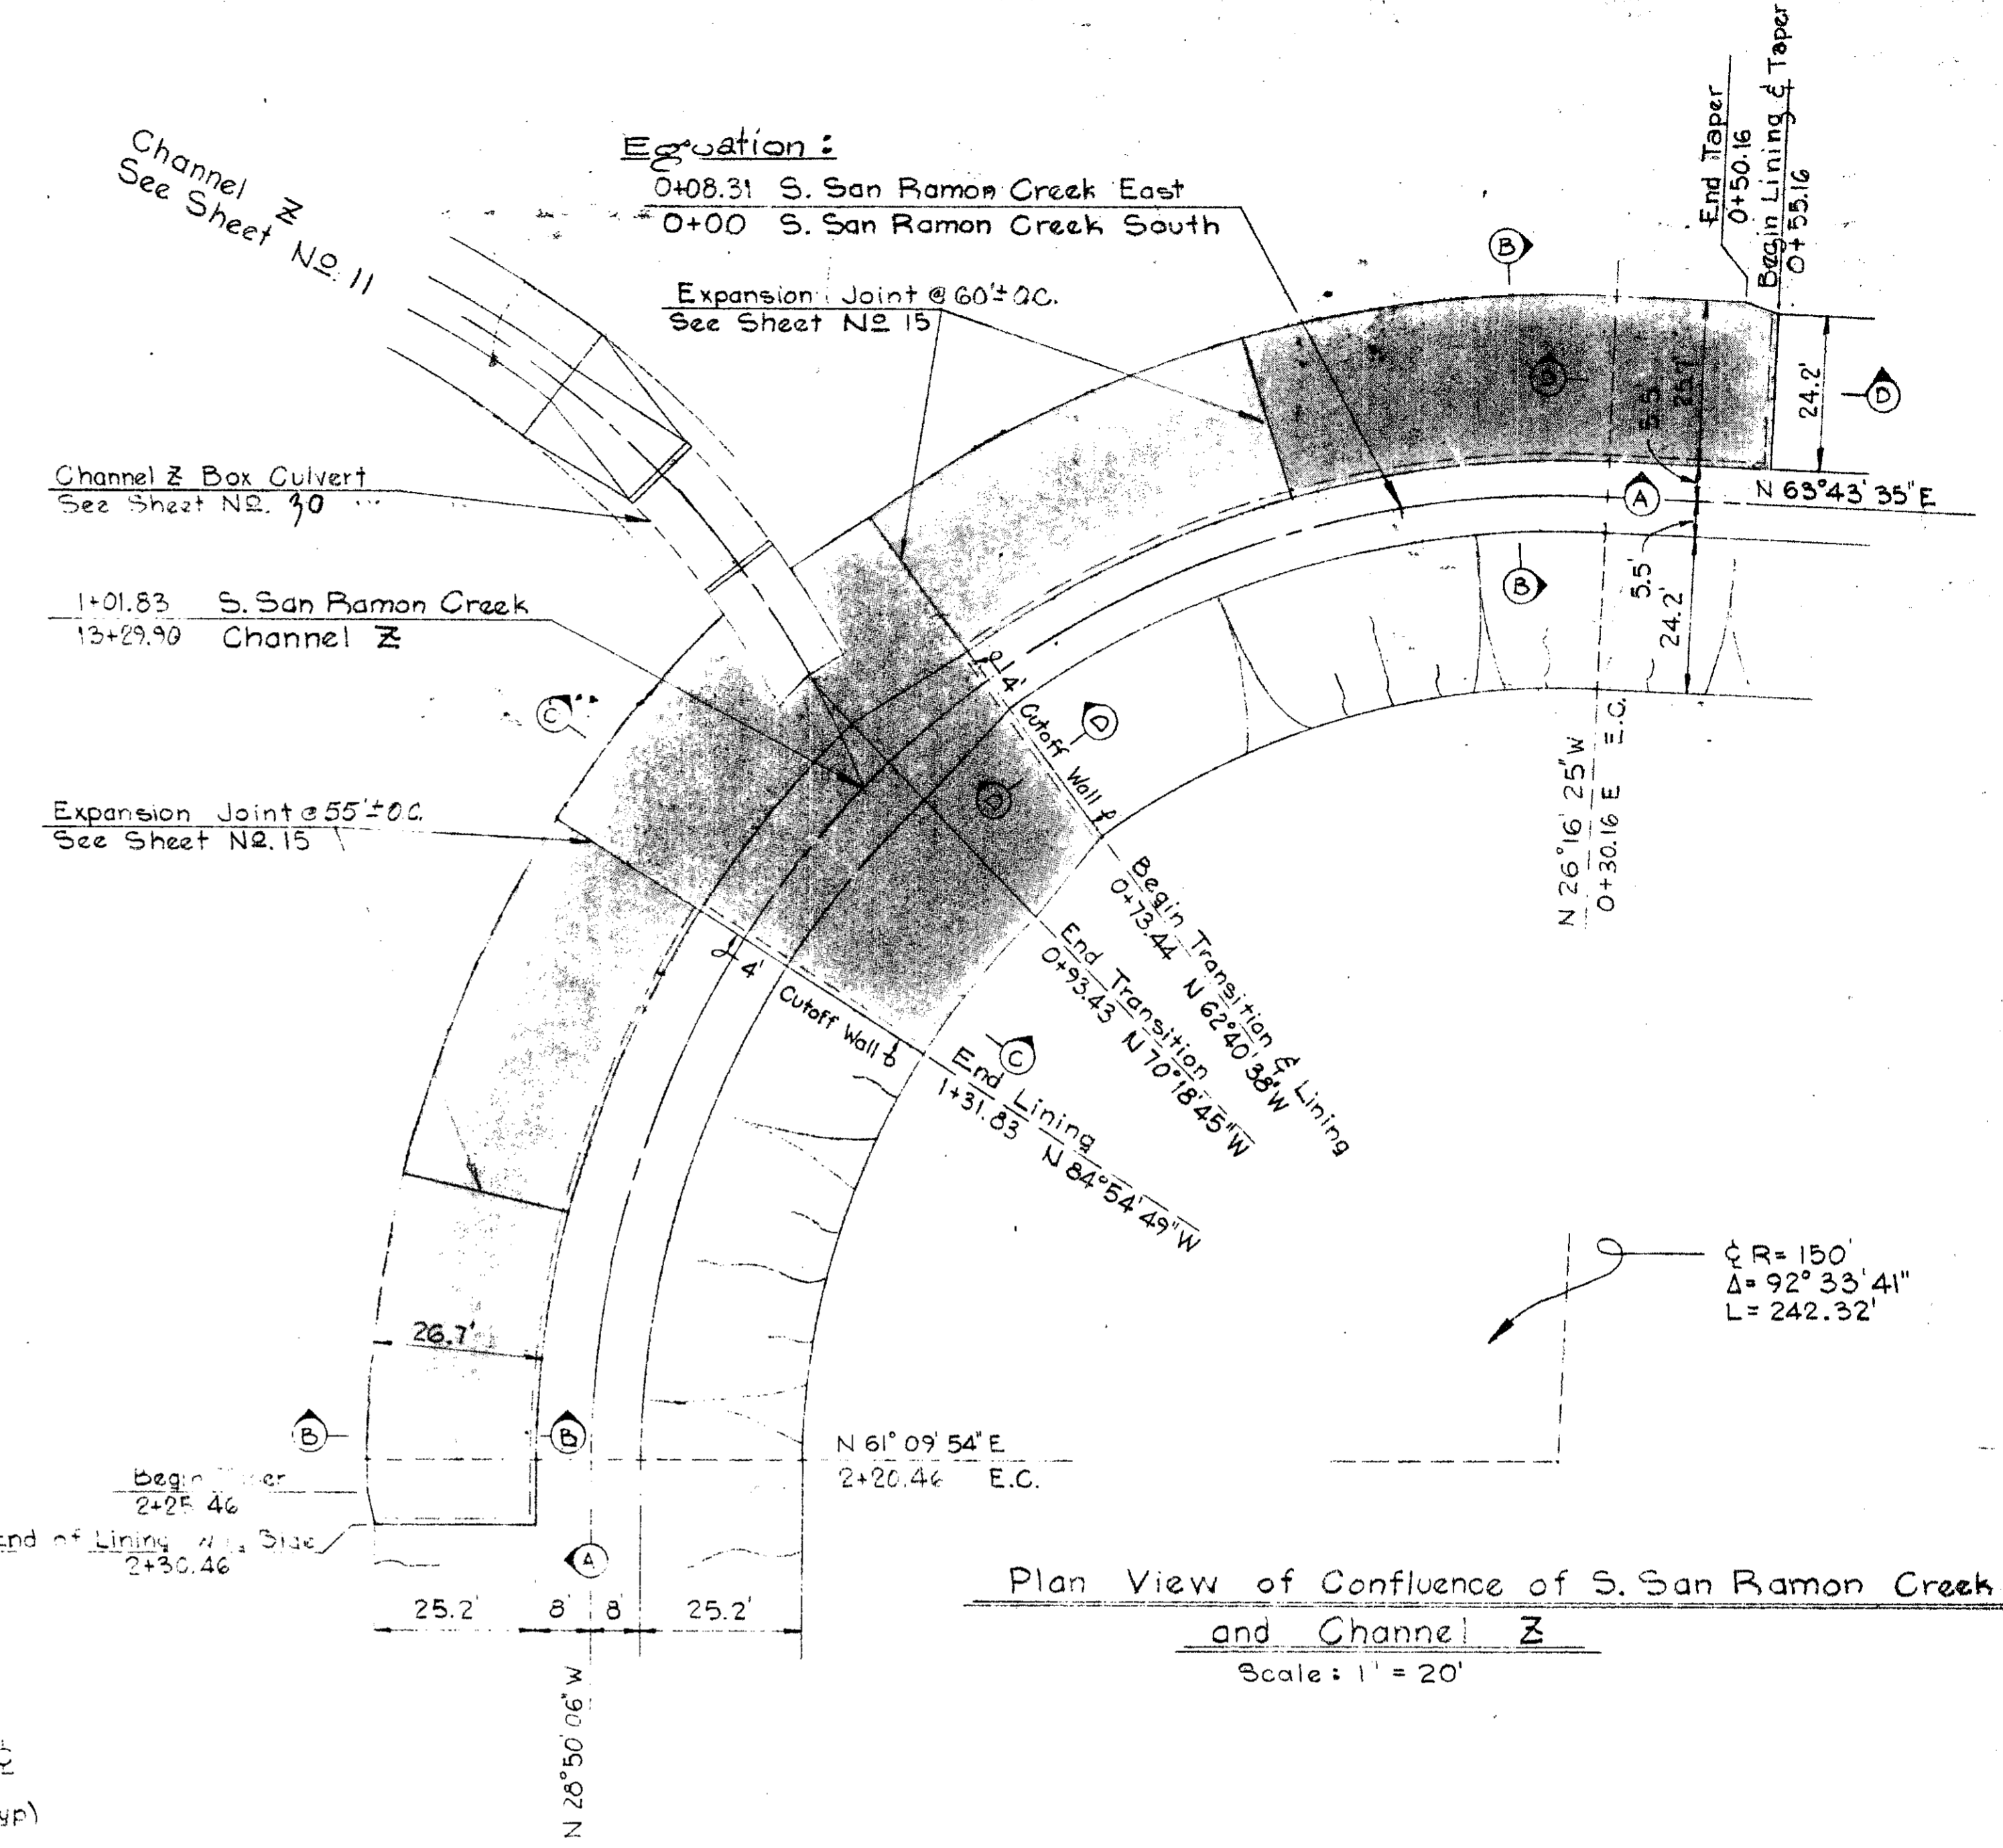 Channel Z
See Sheet No. 11
Equation :
0+08.31 S. San Ramon Creek East
0+00 S. San Ramon Creek South
Expansion Joint @ 60'± O.C.
See Sheet No 15
End Taper
0+50.16
Begin Lining & Taper
0+55.16
B
B
24.2'
D
5.5'
25.7'
A
N 63°43'35"E
B
5.5'
24.2'
Channel Z Box Culvert
See Sheet No. 30
1+01.83 S. San Ramon Creek
13+29.90 Channel Z
C
4'
Cutoff Wall
D
D
Expansion Joint @ 55'± O.C.
See Sheet No. 15
N 26°16'25"W
0+30.16 E E.C.
Begin Transition & Lining
0+73.44 N 62°40'38"W
End Transition
0+93.43 N 70°18'45"W
4'
Cutoff Wall
C
End Lining
1+31.83 N 84°54'49"W
℄ R= 150'
Δ= 92°33'41"
L= 242.32'
26.7'
B
B
N 61°09'54"E
2+20.46 E.C.
Begin
2+25.46
End of Lining Side
2+30.46
A
25.2' 8' 8' 25.2'
N 28°50'06"W
Plan View of Confluence of S. San Ramon Creek
and Channel Z
Scale: 1" = 20'